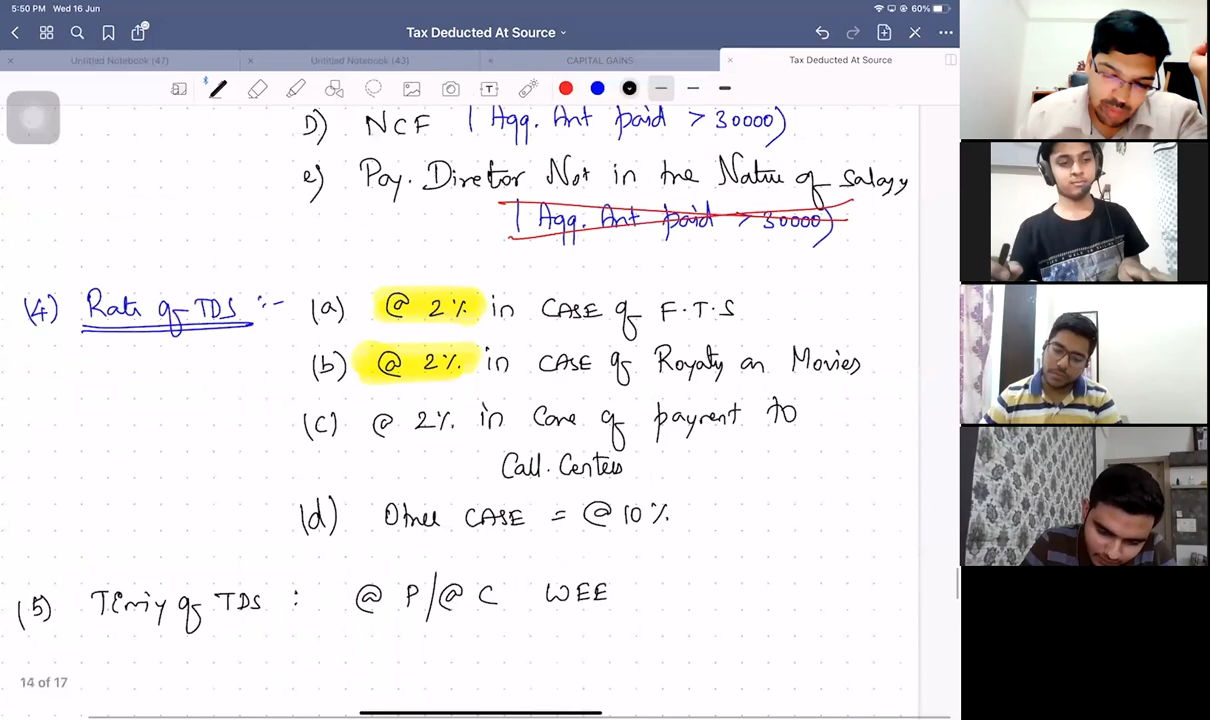 5:50 PM Wed 16 Jun
60%
Tax Deducted At Source
Untitled Notebook (47)
Untitled Notebook (43)
CAPITAL GAINS
Tax Deducted At Source
D) NCF ( Agg. Amt paid > 30000)
e) Pay. Director Not in the Nature of Salary
( Agg. Amt paid > 30000)
(4) Rate of TDS :- (a) @ 2% in CASE of F.T.S
(b) @ 2% in CASE of Royalty on Movies
(c) @ 2% in Case of payment to
Call. Centers
(d) Other CASE = @ 10%
(5) of TDS : @ P/@ C WEE
14 of 17